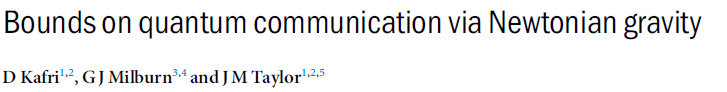 Bounds on quantum communication via Newtonian gravity
D Kafri1,2, G J Milburn3,4 and J M Taylor1,2,5